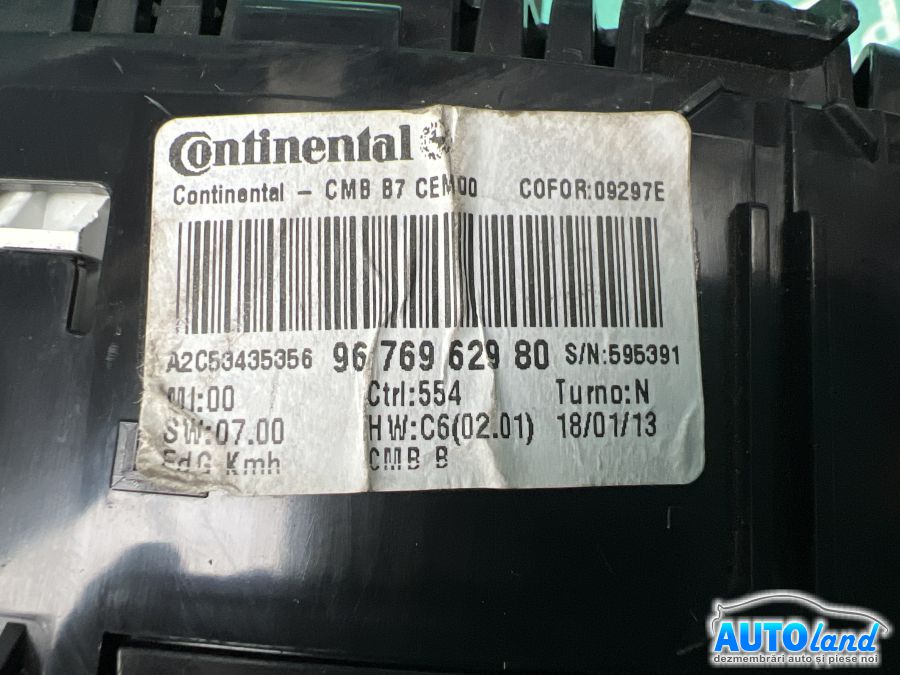 Continental
Continental - CMB B7 CEM00 COFOR:09297E
A2C53435356 96 769 629 80 S/N:595391
MI:00 Ctrl:554 Turno:N
SW:07.00 HW:C6(02.01) 18/01/13
EdG Kmh CMB B
AUTOland
dezmembrări auto și piese noi